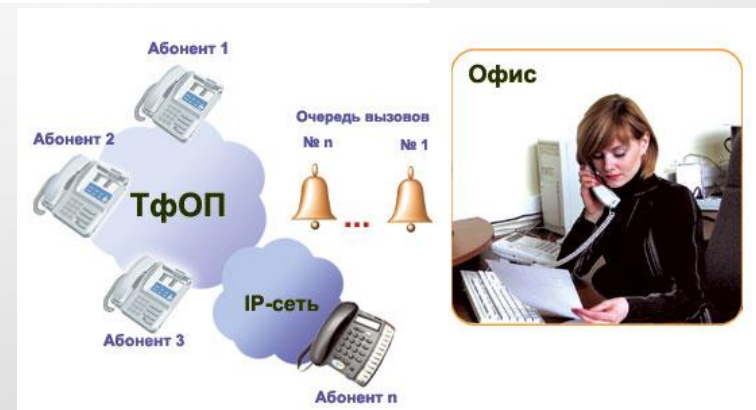 Абонент 1
Офис
Очередь вызовов
Абонент 2
№ n
№ 1
ТфОП
...
IP-сеть
Абонент 3
Абонент n